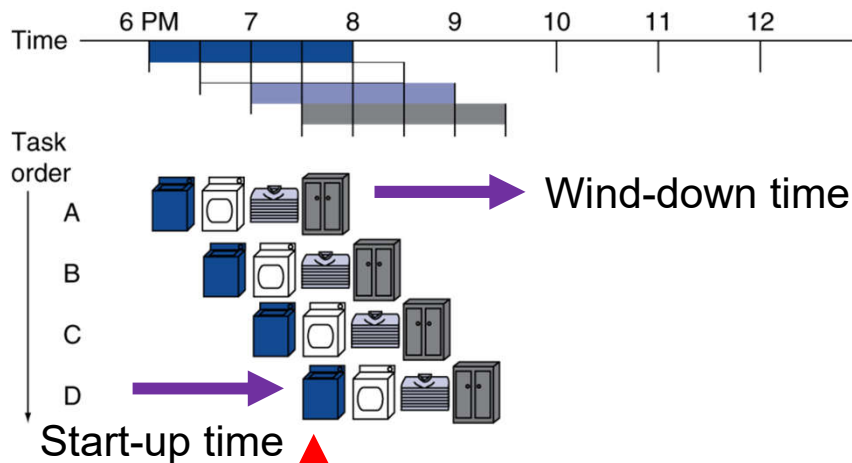 6 PM 7 8 9 10 11 12
Time
Task
order
A
Wind-down time
B
C
D
Start-up time